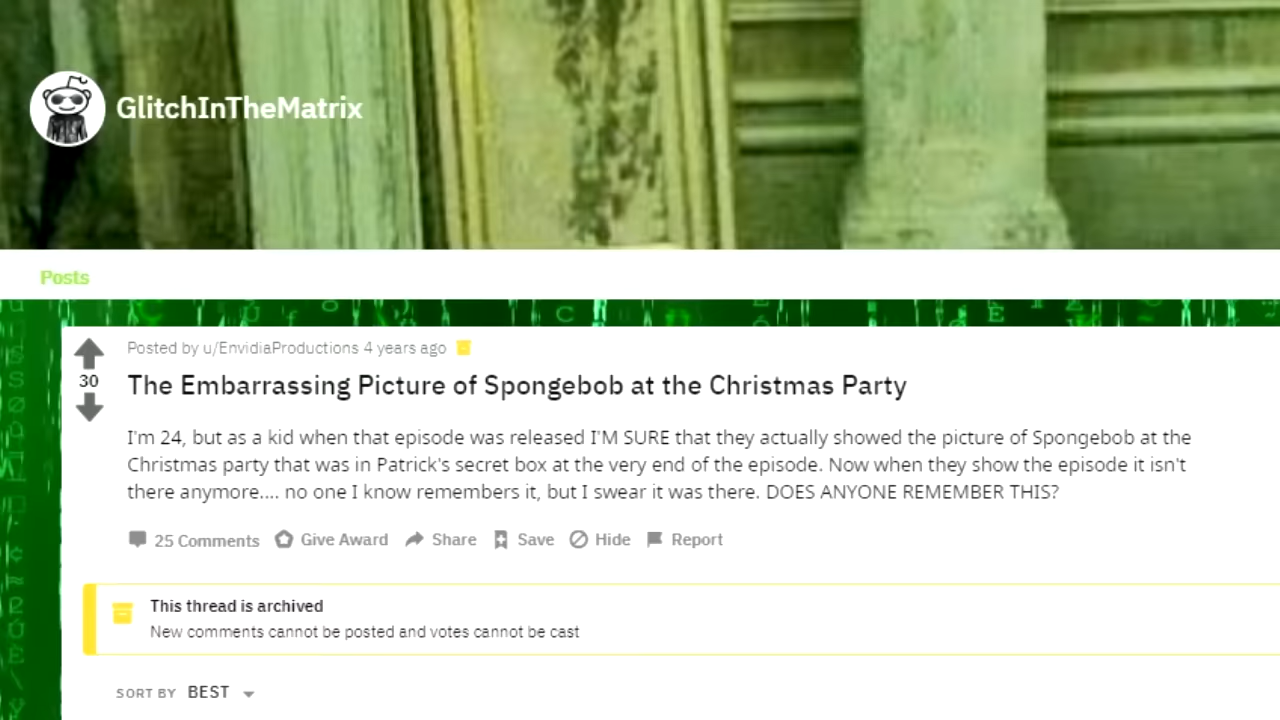 GlitchInTheMatrix
Posts
Posted by u/EnvidiaProductions 4 years ago
30
The Embarrassing Picture of Spongebob at the Christmas Party
I'm 24, but as a kid when that episode was released I'M SURE that they actually showed the picture of Spongebob at the
Christmas party that was in Patrick's secret box at the very end of the episode. Now when they show the episode it isn't
there anymore.... no one I know remembers it, but I swear it was there. DOES ANYONE REMEMBER THIS?
25 Comments Give Award Share Save Hide Report
This thread is archived
New comments cannot be posted and votes cannot be cast
SORT BY BEST